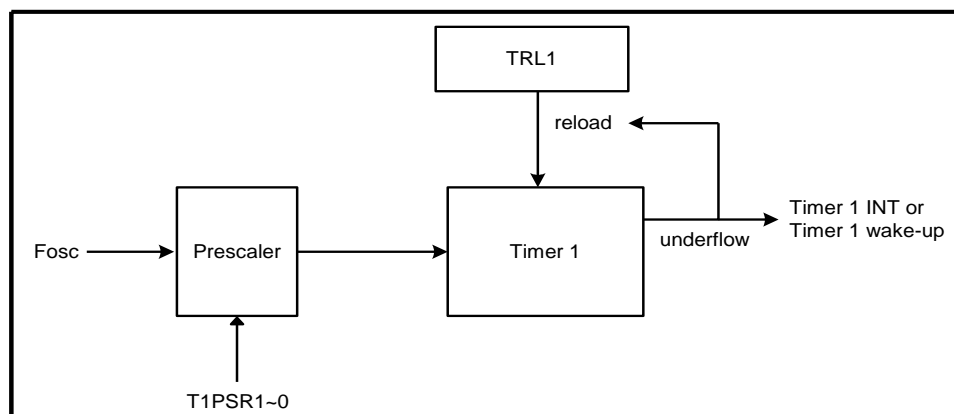 TRL1
reload
Fosc
Prescaler
Timer 1
underflow
Timer 1 INT or
Timer 1 wake-up
T1PSR1~0